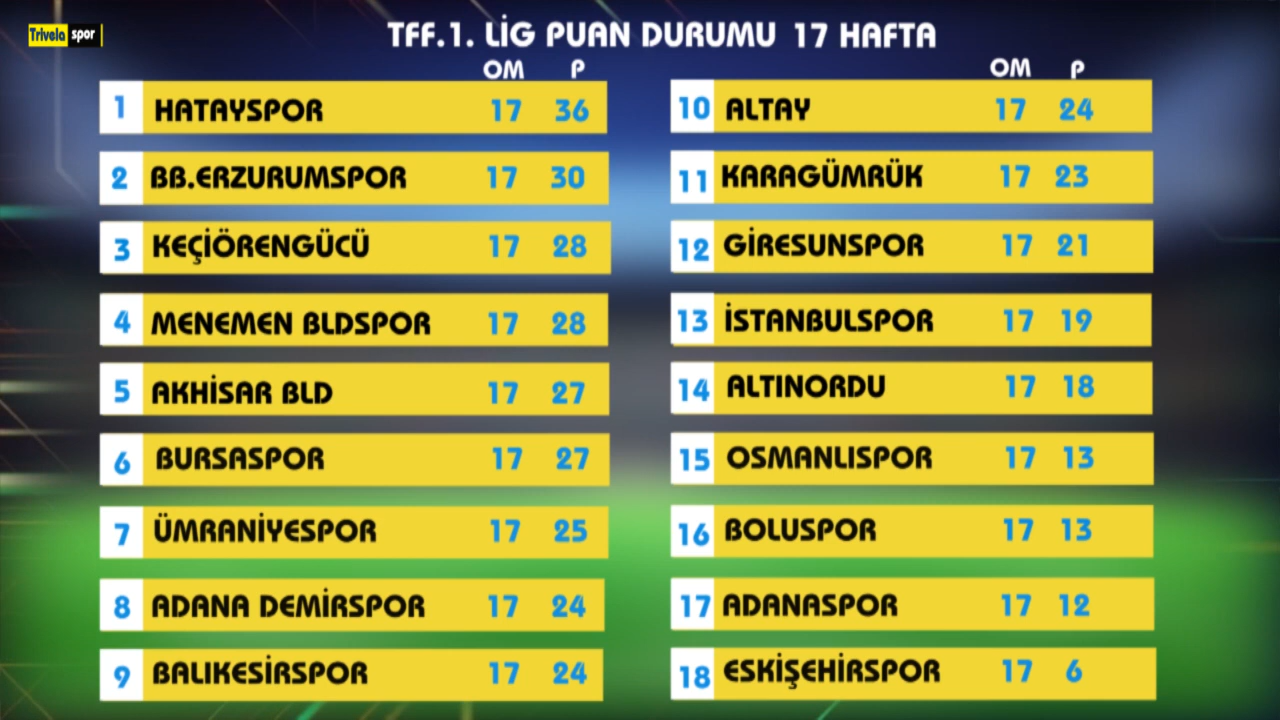 Trivela spor
TFF.1. LİG PUAN DURUMU 17 HAFTA
OM P
1 HATAYSPOR 17 36
2 BB.ERZURUMSPOR 17 30
3 KEÇİÖRENGÜCÜ 17 28
4 MENEMEN BLDSPOR 17 28
5 AKHİSAR BLD 17 27
6 BURSASPOR 17 27
7 ÜMRANİYESPOR 17 25
8 ADANA DEMİRSPOR 17 24
9 BALIKESİRSPOR 17 24
OM P
10 ALTAY 17 24
11 KARAGÜMRÜK 17 23
12 GİRESUNSPOR 17 21
13 İSTANBULSPOR 17 19
14 ALTINORDU 17 18
15 OSMANLISPOR 17 13
16 BOLUSPOR 17 13
17 ADANASPOR 17 12
18 ESKİŞEHİRSPOR 17 6